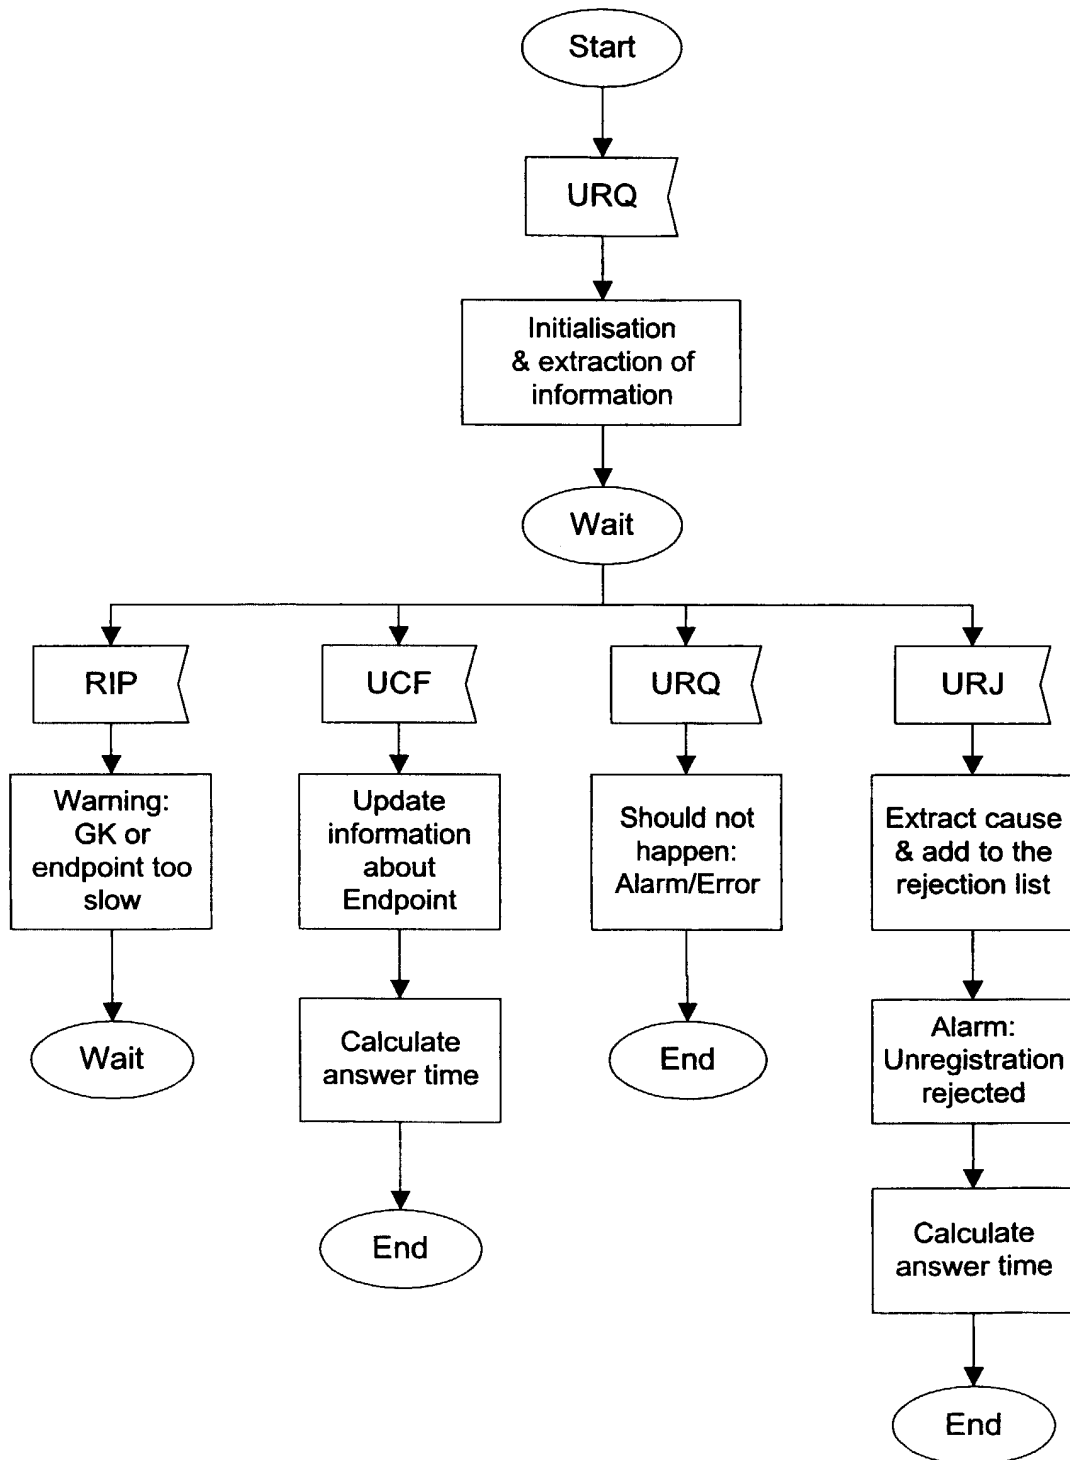 Start
URQ
Initialisation
& extraction of
information
Wait
RIP
UCF
URQ
URJ
Warning:
GK or
endpoint too
slow
Update
information
about
Endpoint
Should not
happen:
Alarm/Error
Extract cause
& add to the
rejection list
Wait
Calculate
answer time
End
Alarm:
Unregistration
rejected
End
Calculate
answer time
End